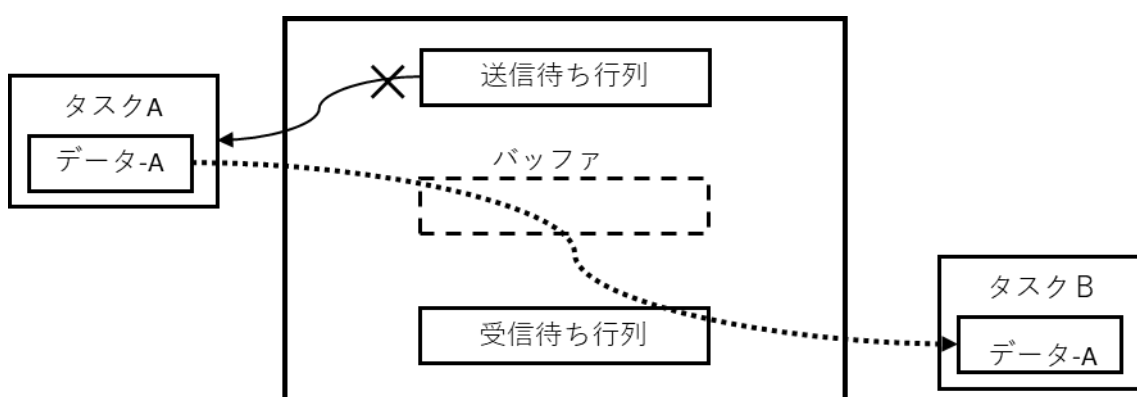 送信待ち行列
タスクA
データ-A
バッファ
受信待ち行列
タスクB
データ-A